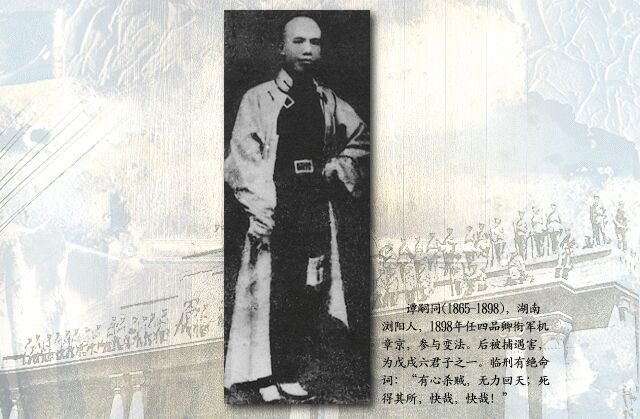 谭嗣同(1865-1898)，湖南
浏阳人，1898年任四品卿衔军机
章京，参与变法。后被捕遇害，
为戊戌六君子之一。临刑有绝命
词：“有心杀贼，无力回天；死
得其所，快哉，快哉！”